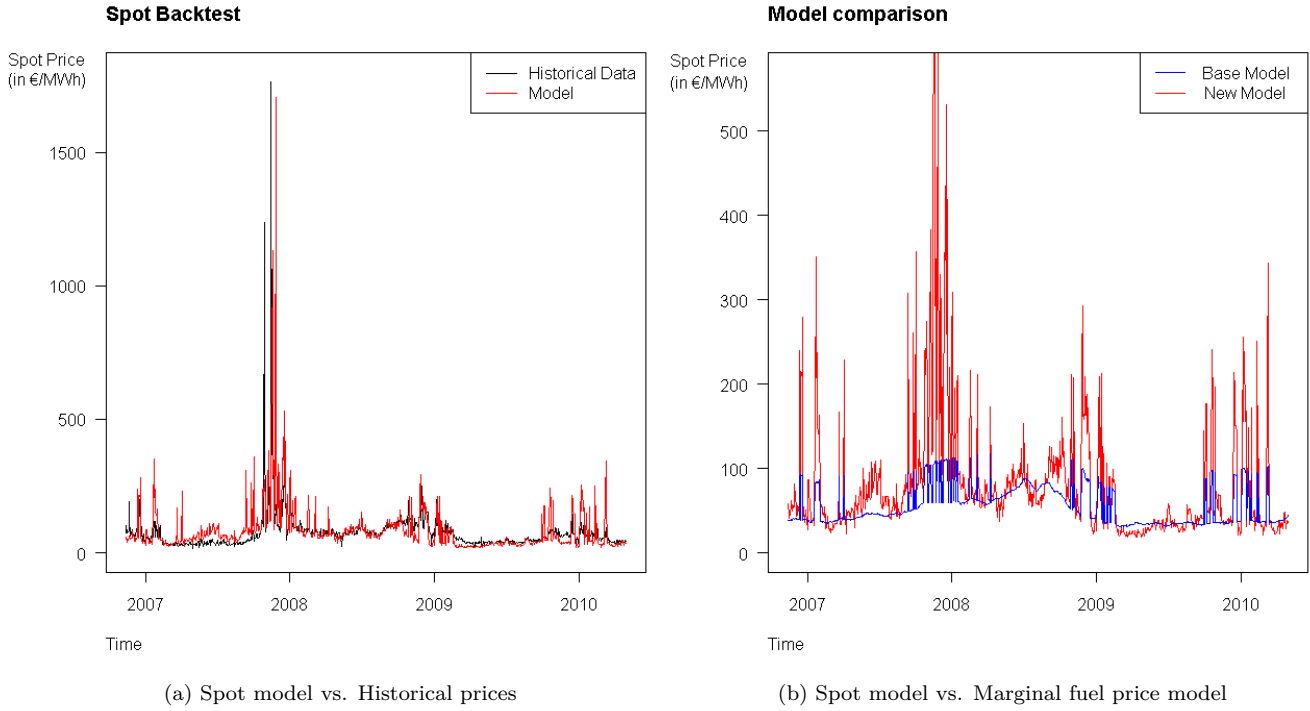 Spot Backtest
Spot Price
(in €/MWh)
Historical Data
Model
1500
1000
500
0
2007
2008
2009
2010
Time
(a) Spot model vs. Historical prices
Model comparison
Spot Price
(in €/MWh)
Base Model
New Model
500
400
300
200
100
0
2007
2008
2009
2010
Time
(b) Spot model vs. Marginal fuel price model